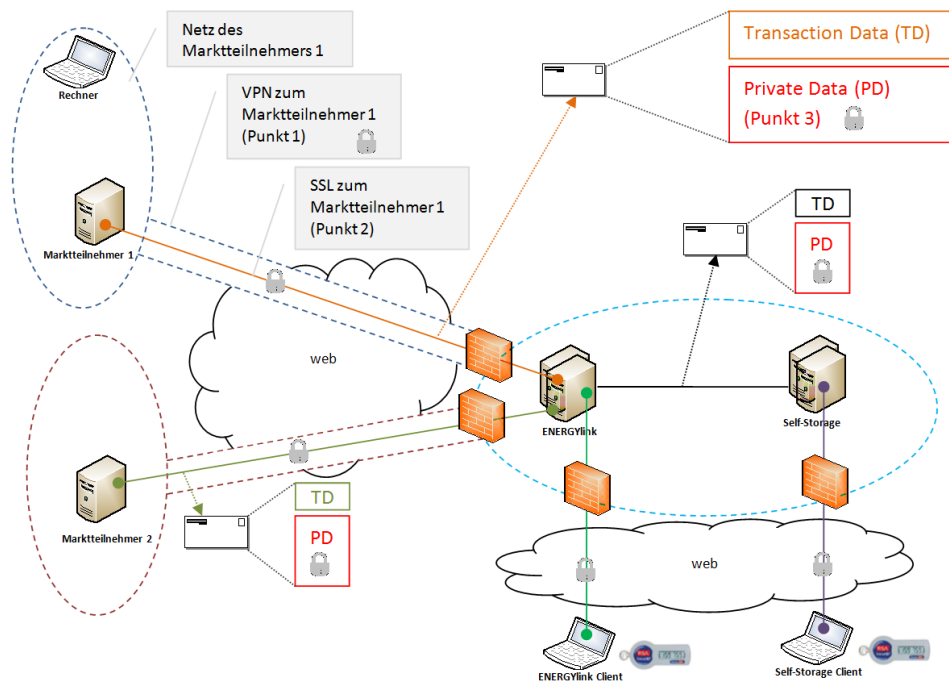 Netz des
Marktteilnehmers 1
Transaction Data (TD)
Private Data (PD)
(Punkt 3)
Rechner
VPN zum
Marktteilnehmer 1
(Punkt 1)
SSL zum
Marktteilnehmer 1
(Punkt 2)
TD
PD
Marktteilnehmer 1
web
ENERGYlink
Self-Storage
Marktteilnehmer 2
TD
PD
web
ENERGYlink Client
Self-Storage Client